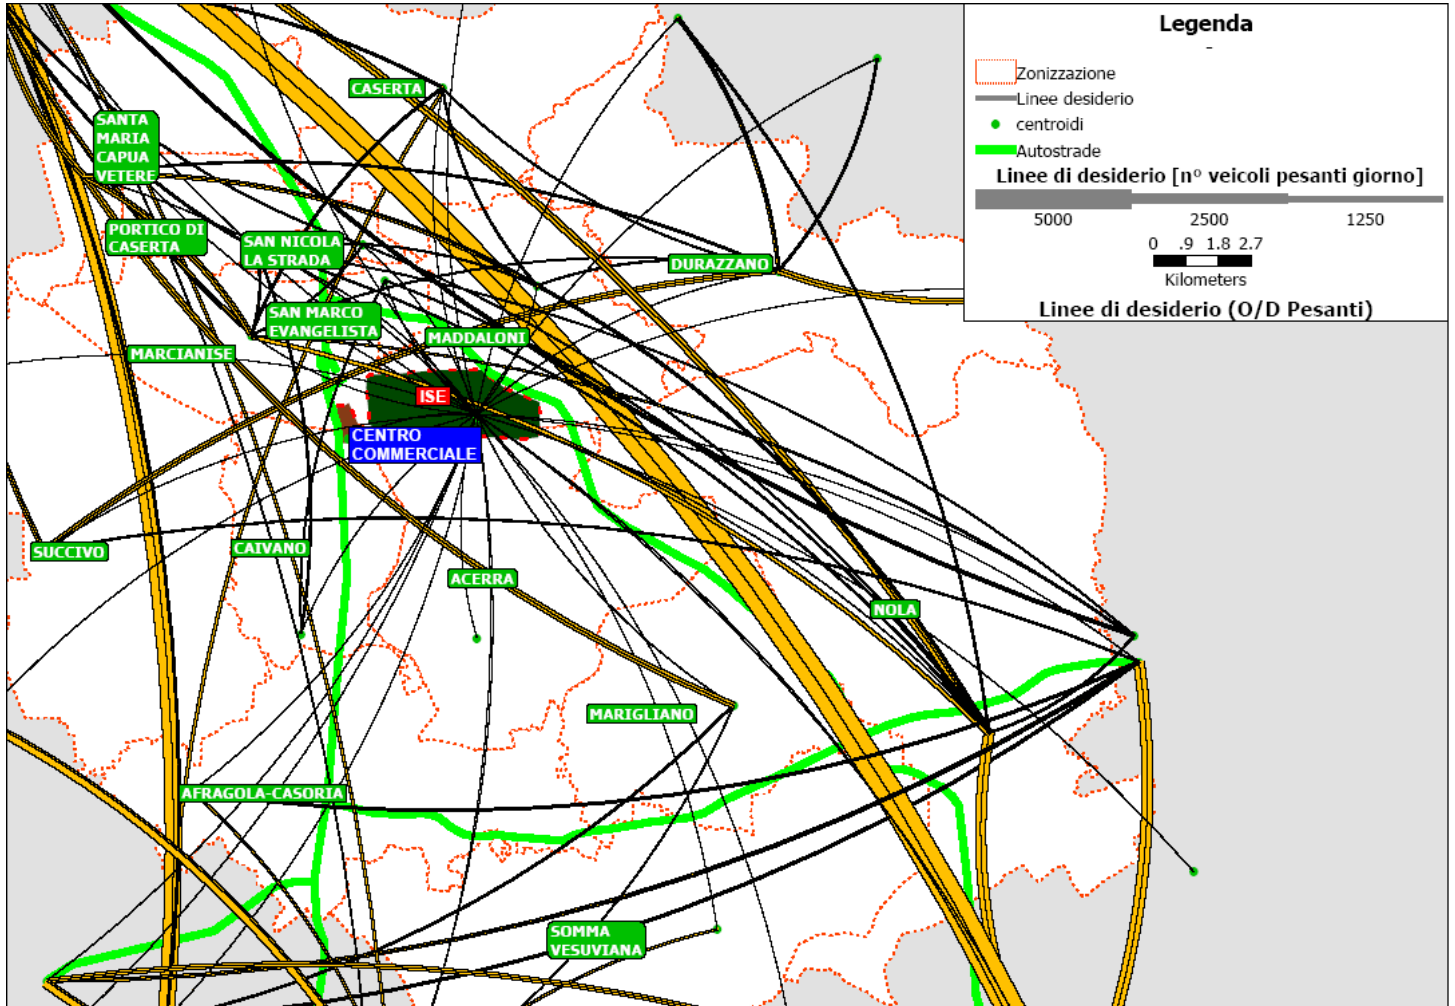 Legenda
-
Zonizzazione
Linee desiderio
centroidi
Autostrade
Linee di desiderio [nº veicoli pesanti giorno]
5000 2500 1250
0 .9 1.8 2.7
Kilometers
Linee di desiderio (O/D Pesanti)
CASERTA
SANTA
MARIA
CAPUA
VETERE
PORTICO DI
CASERTA
SAN NICOLA
LA STRADA
DURAZZANO
SAN MARCO
EVANGELISTA
MADDALONI
MARCIANISE
ISE
CENTRO
COMMERCIALE
SUCCIVO
CAIVANO
ACERRA
NOLA
MARIGLIANO
AFRAGOLA-CASORIA
SOMMA
VESUVIANA